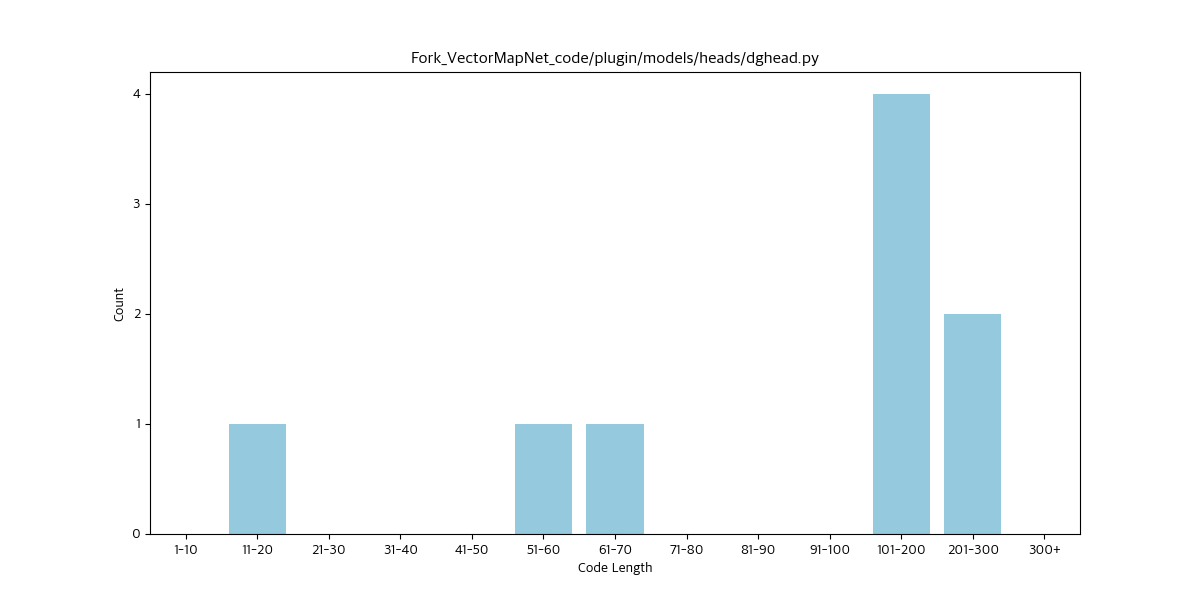 Fork_VectorMapNet_code/plugin/models/heads/dghead.py
Count
4
3
2
1
0
1-10 11-20 21-30 31-40 41-50 51-60 61-70 71-80 81-90 91-100 101-200 201-300 300+
Code Length